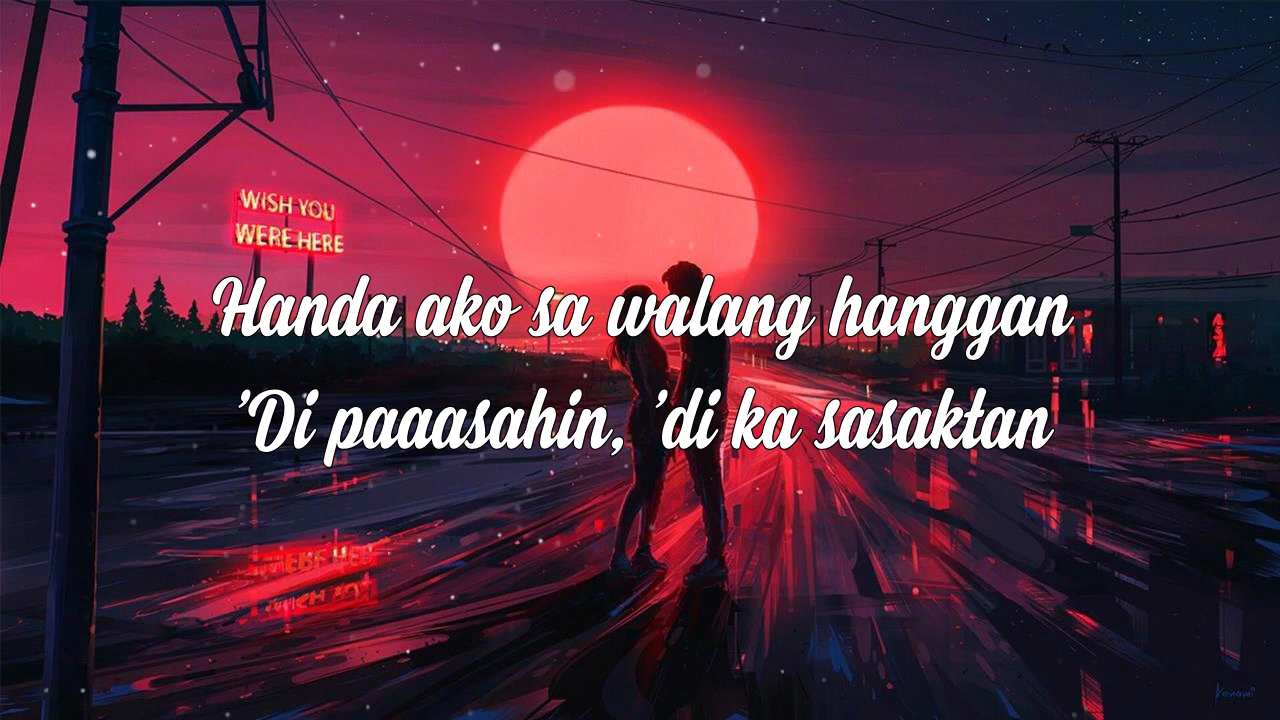 WISH YOU
WERE HERE
Handa ako sa walang hanggan
'Di paaasahin, 'di ka sasaktan